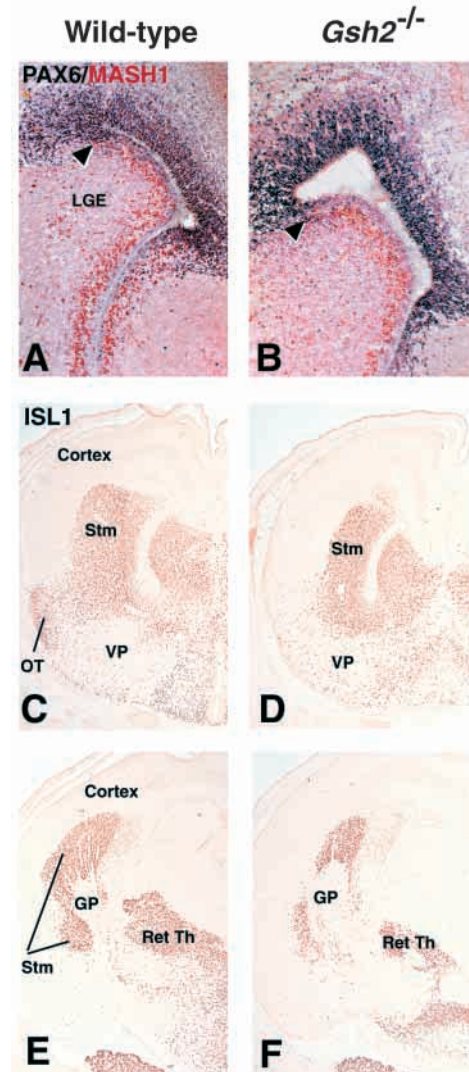 Wild-type Gsh2-/-
PAX6/MASH1
LGE
A B
ISL1
Cortex
Stm Stm
VP VP
OT
C D
Cortex
GP GP
Ret Th Ret Th
Stm
E F